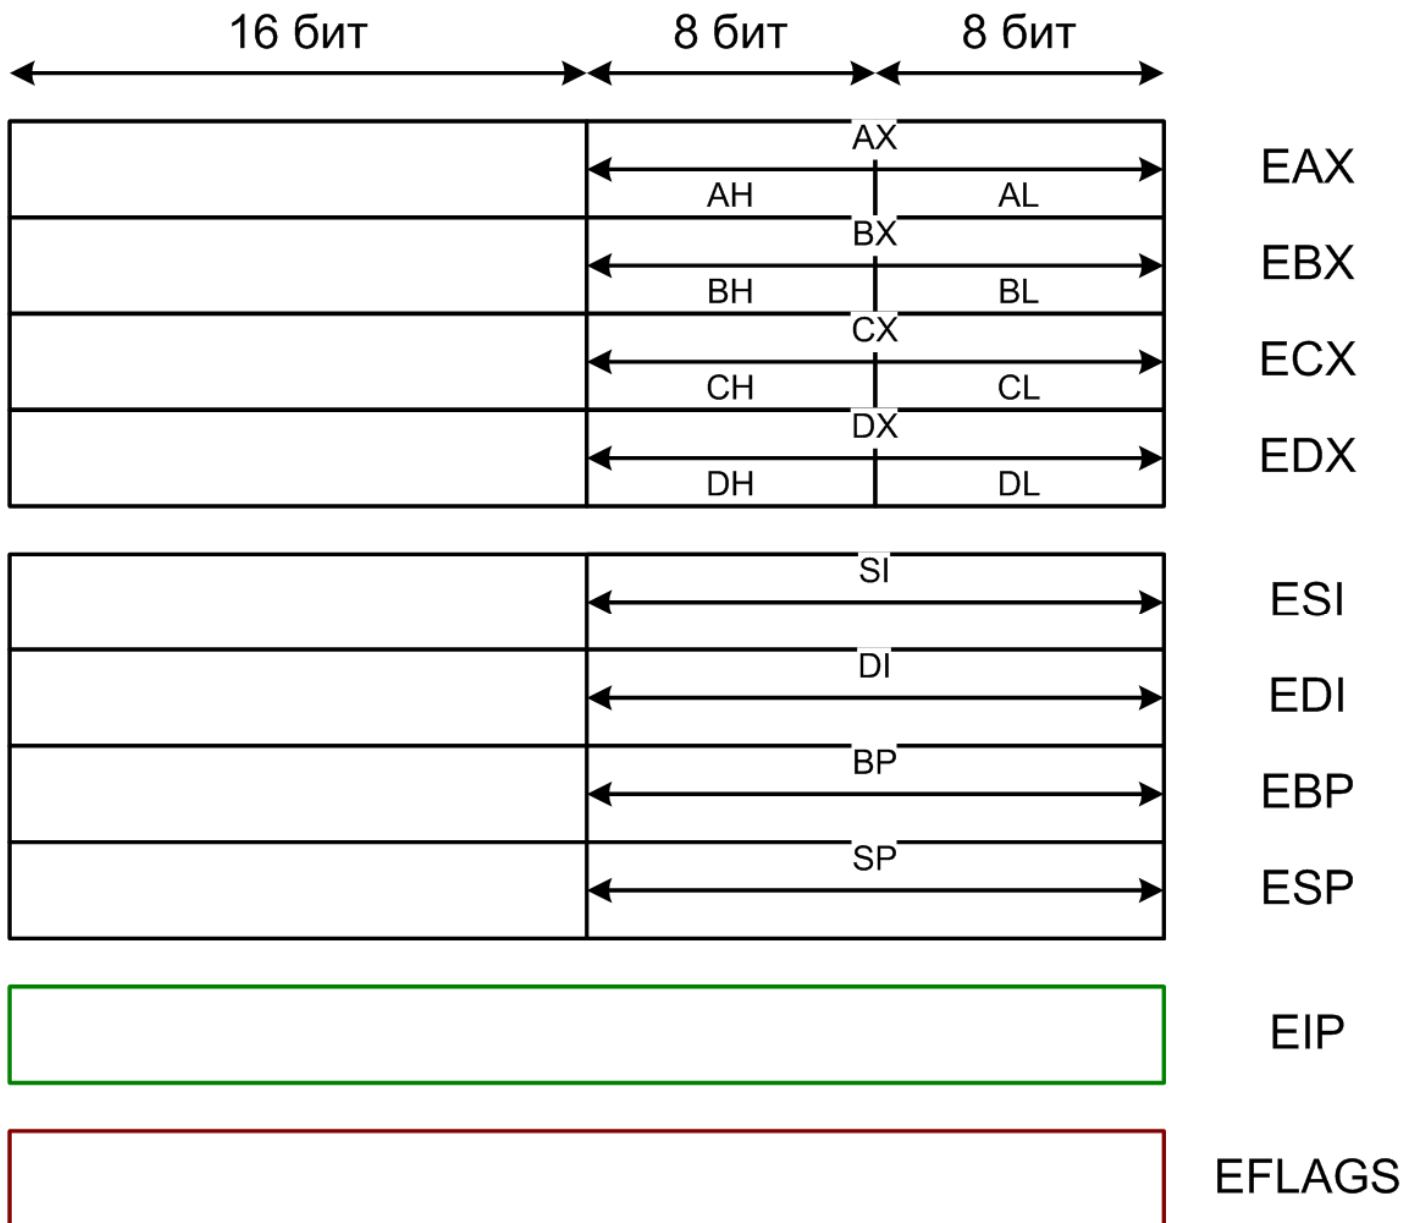 16 бит 8 бит 8 бит
AX
EAX
AH AL
BX
EBX
BH BL
CX
ECX
CH CL
DX
EDX
DH DL
SI
ESI
DI
EDI
BP
EBP
SP
ESP
EIP
EFLAGS